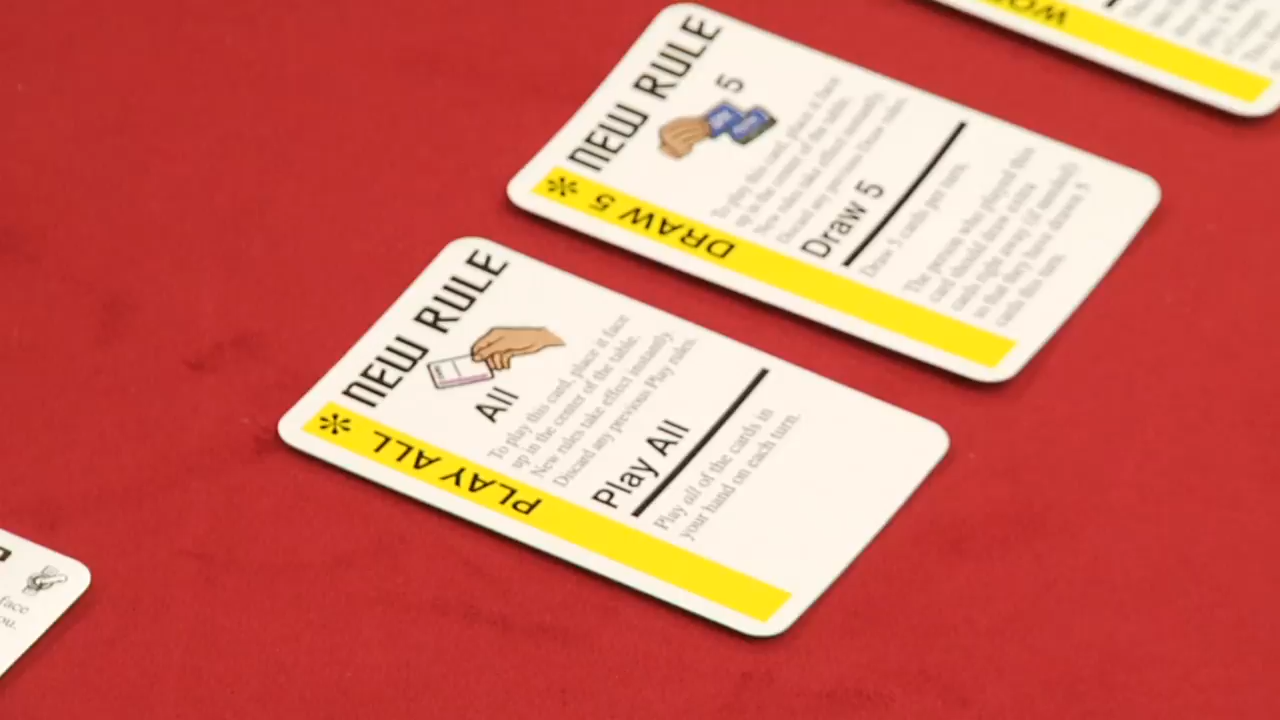 NEW RULE
All
To play this card, place it face
up in the center of the table.
New rules take effect instantly.
Discard any previous Play rules.
Play All
Play all of the cards in
your hand on each turn.
PLAY ALL
NEW RULE
5
To play this card, place it face
up in the center of the table.
New rules take effect instantly.
Discard any previous Draw rules.
Draw 5
Draw 5 cards per turn.
The person who plays this
card should draw extra
cards right away (if needed)
so that they have drawn 5
cards this turn.
DRAW 5
face
ou.